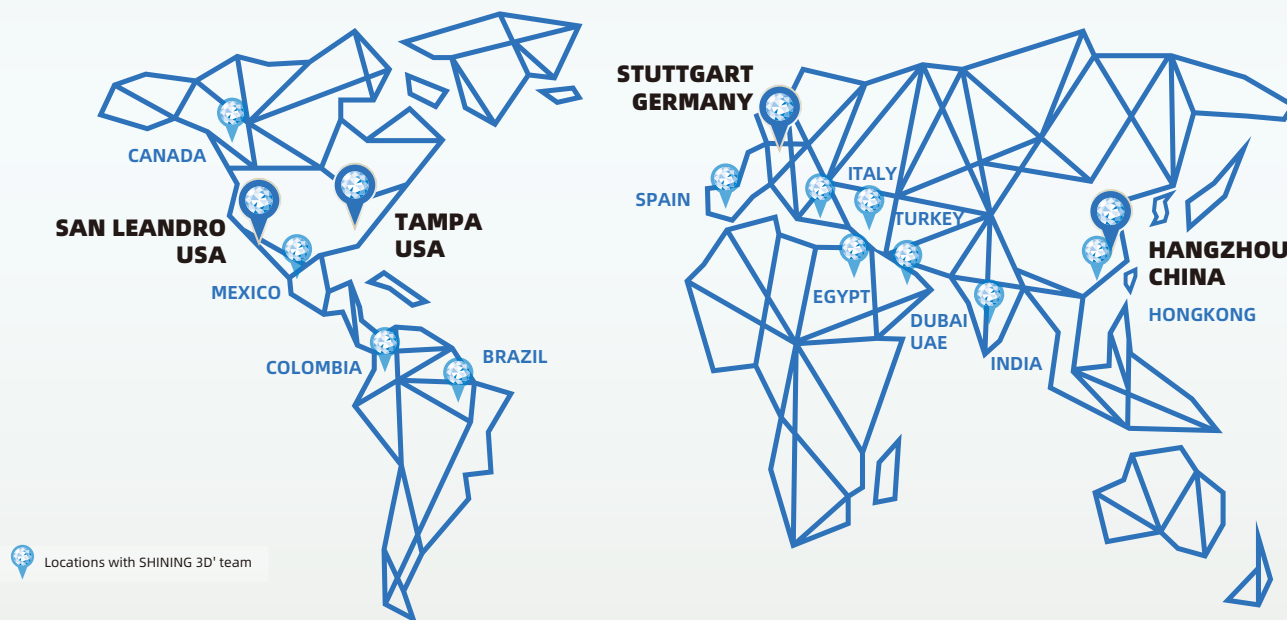 STUTTGART
GERMANY
CANADA
ITALY
SPAIN
SAN LEANDRO
USA
TAMPA
USA
TURKEY
HANGZHOU
CHINA
MEXICO
EGYPT
DUBAI
UAE
HONGKONG
COLOMBIA
BRAZIL
INDIA
Locations with SHINING 3D' team